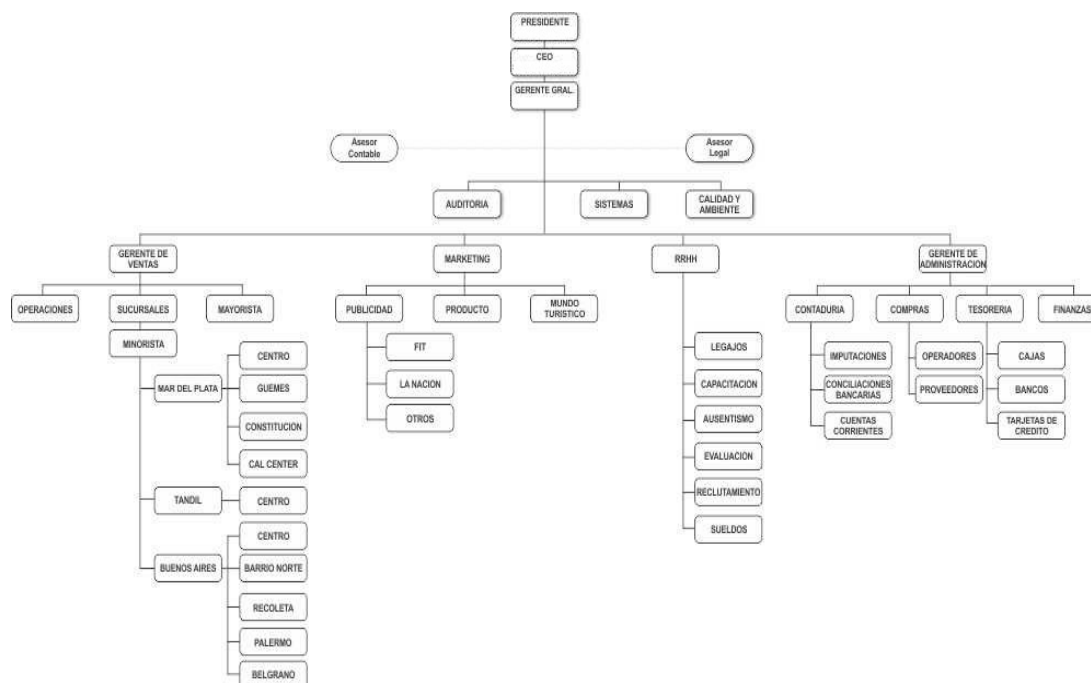 PRESIDENTE
CEO
GERENTE GRAL.
Asesor
Contable
Asesor
Legal
AUDITORIA
SISTEMAS
CALIDAD Y
AMBIENTE
GERENTE DE
VENTAS
MARKETING
RRHH
GERENTE DE
ADMINISTRACION
OPERACIONES
SUCURSALES
MAYORISTA
PUBLICIDAD
PRODUCTO
MUNDO
TURISTICO
CONTADURIA
COMPRAS
TESORERIA
FINANZAS
MINORISTA
MAR DEL PLATA
CENTRO
GUEMES
CONSTITUCION
CAL CENTER
TANDIL
CENTRO
BUENOS AIRES
CENTRO
BARRIO NORTE
RECOLETA
PALERMO
BELGRANO
FIT
LA NACION
OTROS
LEGAJOS
CAPACITACION
AUSENTISMO
EVALUACION
RECLUTAMIENTO
SUELDOS
IMPUTACIONES
CONCILIACIONES
BANCARIAS
CUENTAS
CORRIENTES
OPERADORES
PROVEEDORES
CAJAS
BANCOS
TARJETAS DE
CREDITO